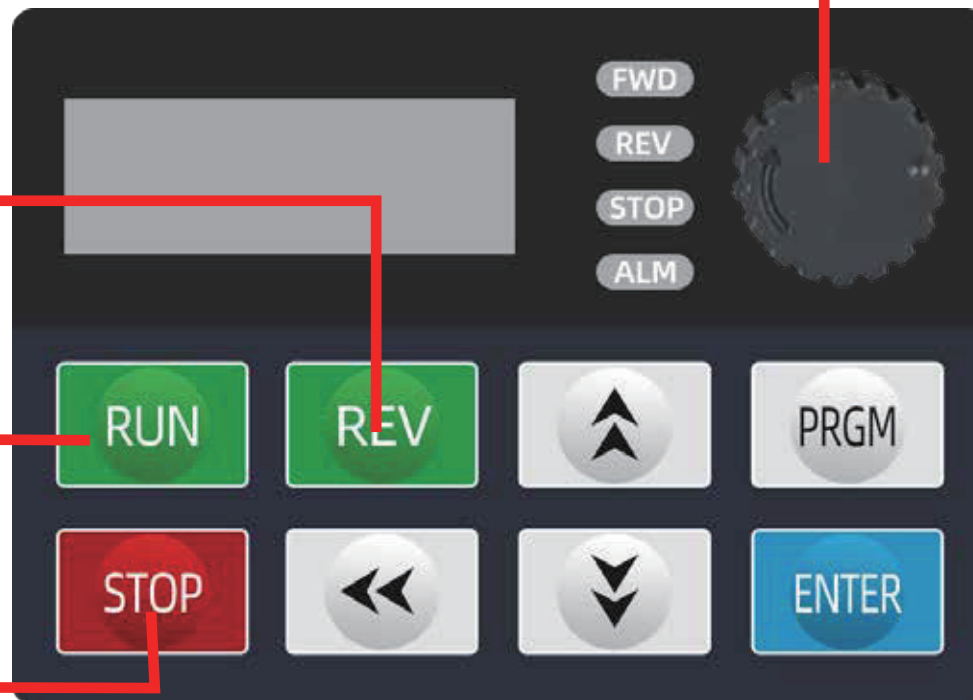 FWD
REV
STOP
ALM
RUN REV PRGM
STOP ENTER